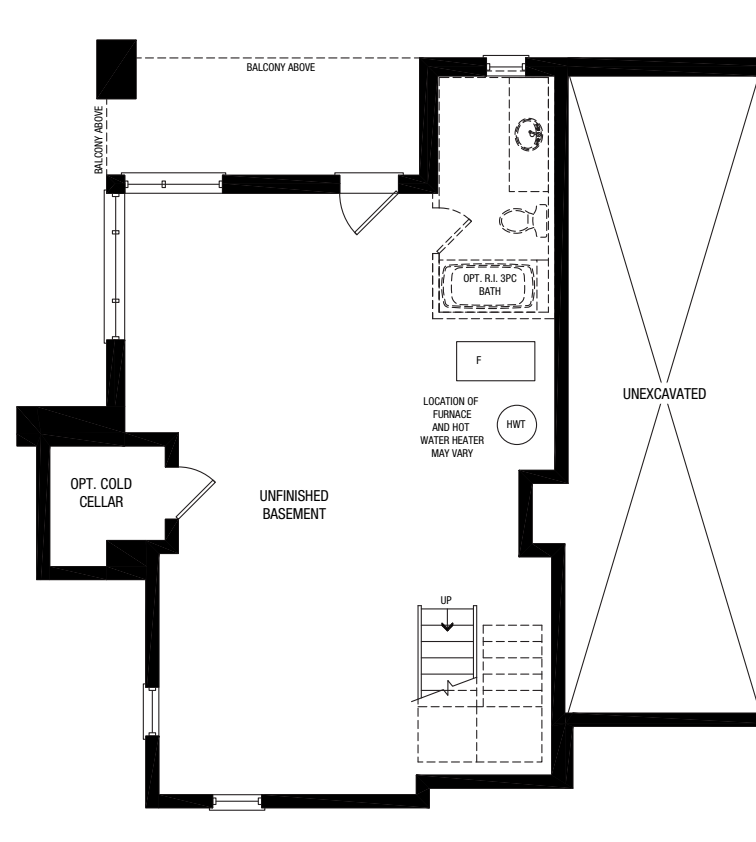 BALCONY ABOVE
BALCONY ABOVE
OPT. R.I. 3PC
BATH
F
LOCATION OF
FURNACE
AND HOT
WATER HEATER
MAY VARY
HWT
UNEXCAVATED
OPT. COLD
CELLAR
UNFINISHED
BASEMENT
UP